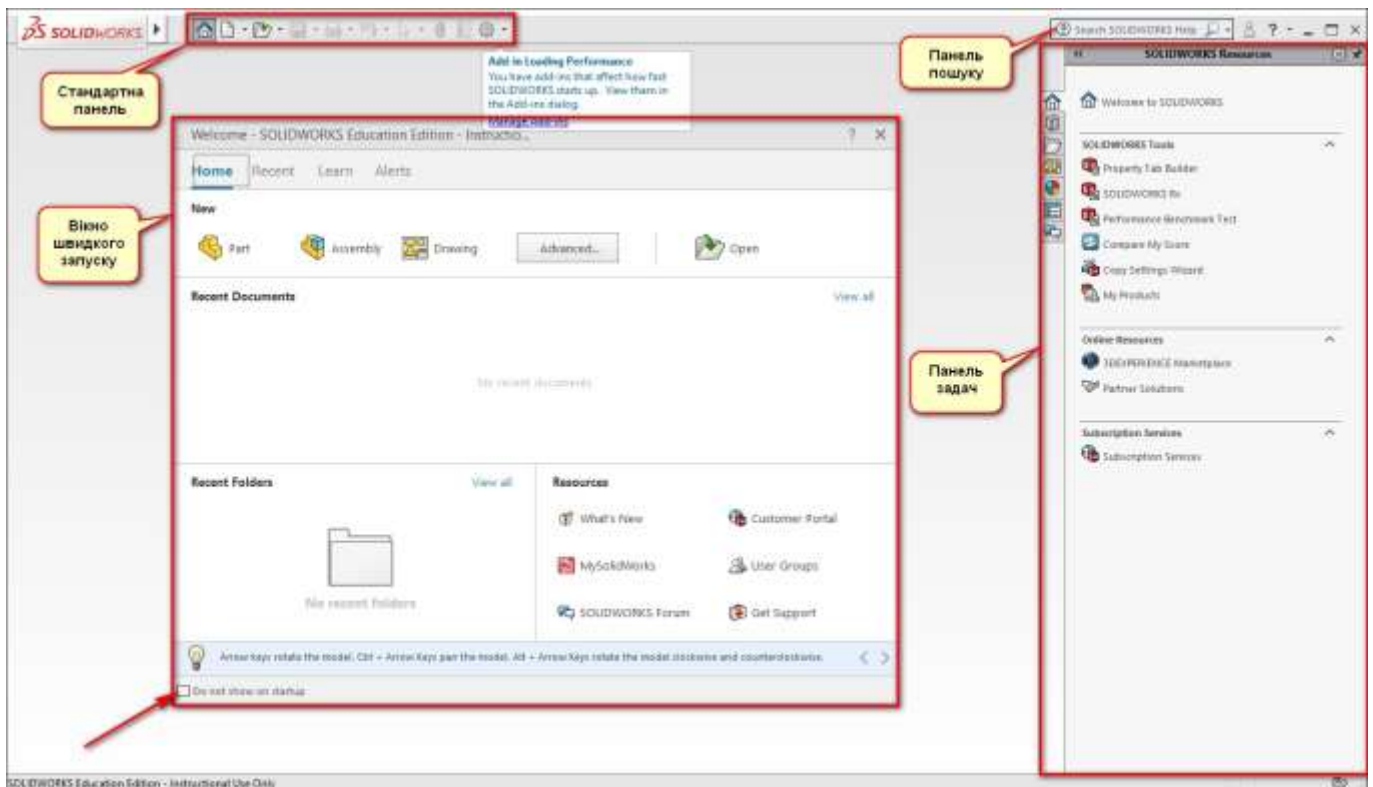 SOLIDWORKS
Search SOLIDWORKS Help
Стандартна
панель
Add in Loading Performance
You have add-ins that affect how fast
SOLIDWORKS starts up. View them in
the Add-ins dialog.
Manage Add-ins
Панель
пошуку
SOLIDWORKS Resources
Welcome to SOLIDWORKS
Welcome - SOLIDWORKS Education Edition - Instructio...
Home Recent Learn Alerts
SOLIDWORKS Tools
Property Tab Builder
SOLIDWORKS Rx
Performance Benchmark Test
Compare My Score
Copy Settings Wizard
My Products
Вікно
швидкого
запуску
New
Part Assembly Drawing Advanced... Open
Recent Documents View all
No recent documents
Online Resources
3DEXPERIENCE Marketplace
Partner Solutions
Панель
задач
Subscription Services
Subscription Services
Recent Folders View all
No recent folders
Resources
What's New Customer Portal
MySolidWorks User Groups
SOLIDWORKS Forum Get Support
Arrow keys rotate the model. Ctrl + Arrow Keys pan the model. Alt + Arrow Keys rotate the model clockwise and counterclockwise.
Do not show on startup
SOLIDWORKS Education Edition - Instructional Use Only